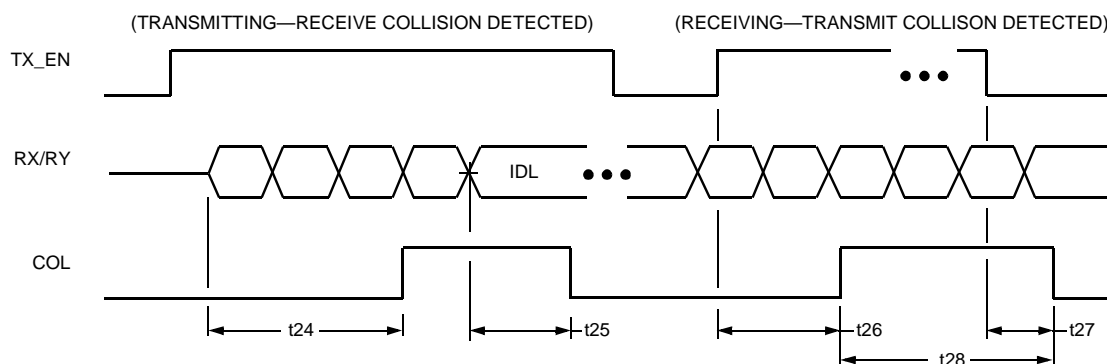 (TRANSMITTING—RECEIVE COLLISION DETECTED)
(RECEIVING—TRANSMIT COLLISON DETECTED)
TX_EN
RX/RY
IDL
COL
t24
t25
t26
t27
t28